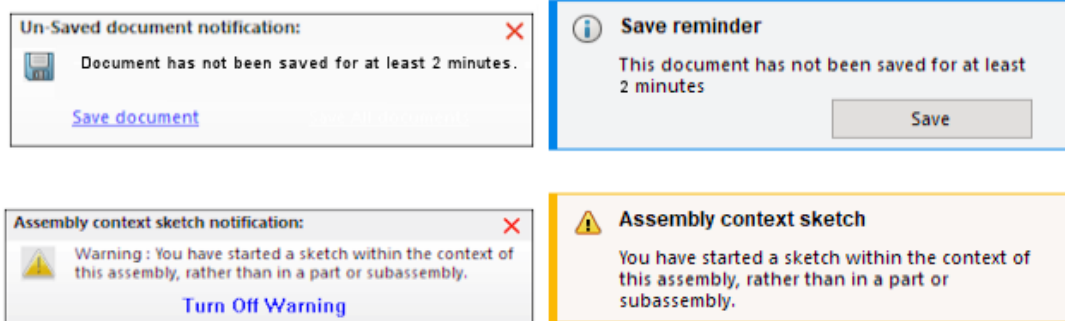 Un-Saved document notification:
Document has not been saved for at least 2 minutes.
Save document
Save reminder
This document has not been saved for at least
2 minutes
Save
Assembly context sketch notification:
Warning : You have started a sketch within the context of
this assembly, rather than in a part or subassembly.
Turn Off Warning
Assembly context sketch
You have started a sketch within the context of
this assembly, rather than in a part or
subassembly.